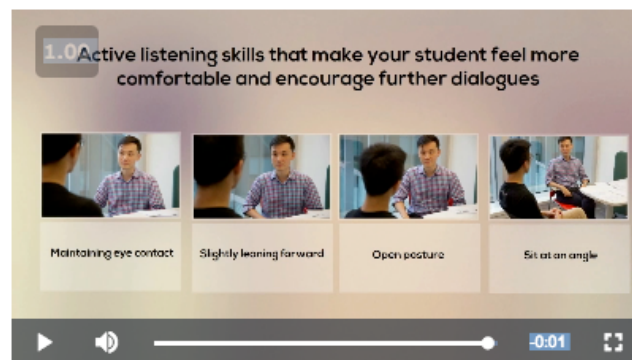 1.00
Active listening skills that make your student feel more
comfortable and encourage further dialogues
Maintaining eye contact
Slightly leaning forward
Open posture
Sit at an angle
-0:01